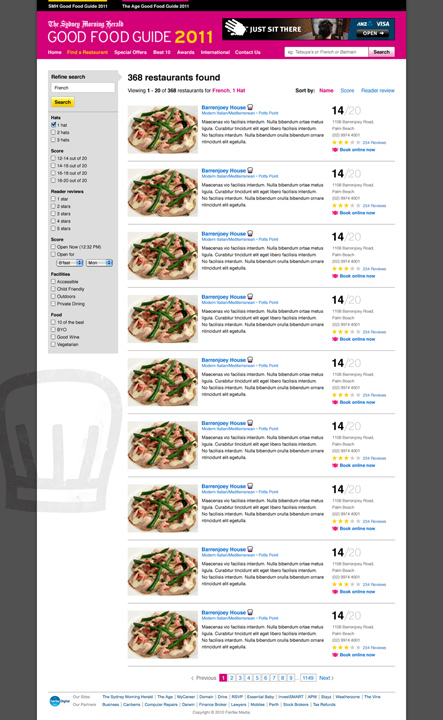 SMH Good Food Guide 2011 The Age Good Food Guide 2011
The Sydney Morning Herald
GOOD FOOD GUIDE 2011
JUST SIT THERE
ANZ VISA
OPEN >
Home Find a Restaurant Special Offers Best 10 Awards International Contact Us
eg: Tetsuya's or French or Balmain Search
Refine search
French
Search
Hats
1 hat
2 hats
3 hats
Score
12-14 out of 20
14-16 out of 20
16-18 out of 20
18-20 out of 20
Reader reviews
1 star
2 stars
3 stars
4 stars
5 stars
Score
Open Now (12:32 PM)
Open for
B'fast Mon
Facilities
Accessible
Child Friendly
Outdoors
Private Dining
Food
10 of the best
BYO
Good Wine
Vegetarian
368 restaurants found
Viewing 1 - 20 of 368 restaurants for French, 1 Hat
Sort by: Name Score Reader review
Barrenjoey House
Modern Italian/Mediterranean - Potts Point
Maecenas vio facilisis interdum. Nulla bibendum ortae metus
ligula. Curabitur tincidunt elit eget libero facilisis interdum.
No facilisis interdum. Nulla bibendum onulla bibendum ornare
ntincidunt elit egetulla.
14/20
1108 Barrenjoey Road,
Palm Beach
(02) 9974 4001
234 Reviews
Book online now
Barrenjoey House
Modern Italian/Mediterranean - Potts Point
Maecenas vio facilisis interdum. Nulla bibendum ortae metus
ligula. Curabitur tincidunt elit eget libero facilisis interdum.
No facilisis interdum. Nulla bibendum onulla bibendum ornare
ntincidunt elit egetulla.
14/20
1108 Barrenjoey Road,
Palm Beach
(02) 9974 4001
234 Reviews
Book online now
Barrenjoey House
Modern Italian/Mediterranean - Potts Point
Maecenas vio facilisis interdum. Nulla bibendum ortae metus
ligula. Curabitur tincidunt elit eget libero facilisis interdum.
No facilisis interdum. Nulla bibendum onulla bibendum ornare
ntincidunt elit egetulla.
14/20
1108 Barrenjoey Road,
Palm Beach
(02) 9974 4001
234 Reviews
Book online now
Barrenjoey House
Modern Italian/Mediterranean - Potts Point
Maecenas vio facilisis interdum. Nulla bibendum ortae metus
ligula. Curabitur tincidunt elit eget libero facilisis interdum.
No facilisis interdum. Nulla bibendum onulla bibendum ornare
ntincidunt elit egetulla.
14/20
1108 Barrenjoey Road,
Palm Beach
(02) 9974 4001
234 Reviews
Book online now
Barrenjoey House
Modern Italian/Mediterranean - Potts Point
Maecenas vio facilisis interdum. Nulla bibendum ortae metus
ligula. Curabitur tincidunt elit eget libero facilisis interdum.
No facilisis interdum. Nulla bibendum onulla bibendum ornare
ntincidunt elit egetulla.
14/20
1108 Barrenjoey Road,
Palm Beach
(02) 9974 4001
234 Reviews
Book online now
Barrenjoey House
Modern Italian/Mediterranean - Potts Point
Maecenas vio facilisis interdum. Nulla bibendum ortae metus
ligula. Curabitur tincidunt elit eget libero facilisis interdum.
No facilisis interdum. Nulla bibendum onulla bibendum ornare
ntincidunt elit egetulla.
14/20
1108 Barrenjoey Road,
Palm Beach
(02) 9974 4001
234 Reviews
Book online now
Barrenjoey House
Modern Italian/Mediterranean - Potts Point
Maecenas vio facilisis interdum. Nulla bibendum ortae metus
ligula. Curabitur tincidunt elit eget libero facilisis interdum.
No facilisis interdum. Nulla bibendum onulla bibendum ornare
ntincidunt elit egetulla.
14/20
1108 Barrenjoey Road,
Palm Beach
(02) 9974 4001
234 Reviews
Book online now
Barrenjoey House
Modern Italian/Mediterranean - Potts Point
Maecenas vio facilisis interdum. Nulla bibendum ortae metus
ligula. Curabitur tincidunt elit eget libero facilisis interdum.
No facilisis interdum. Nulla bibendum onulla bibendum ornare
ntincidunt elit egetulla.
14/20
1108 Barrenjoey Road,
Palm Beach
(02) 9974 4001
234 Reviews
Book online now
Barrenjoey House
Modern Italian/Mediterranean - Potts Point
Maecenas vio facilisis interdum. Nulla bibendum ortae metus
ligula. Curabitur tincidunt elit eget libero facilisis interdum.
No facilisis interdum. Nulla bibendum onulla bibendum ornare
ntincidunt elit egetulla.
14/20
1108 Barrenjoey Road,
Palm Beach
(02) 9974 4001
234 Reviews
Book online now
< Previous 1 2 3 4 5 6 7 8 9 ... 1149 Next >
Our Sites The Sydney Morning Herald | The Age | MyCareer | Domain | Drive | RSVP | Essential Baby | InvestSMART | APM | Stayz | Weatherzone | The Vine
Our Partners Business | Canberra | Computer Repairs | Darwin | Finance Broker | Lawyers | Mobiles | Perth | Stock Brokers | Tax Refunds
Copyright © 2010 Fairfax Media